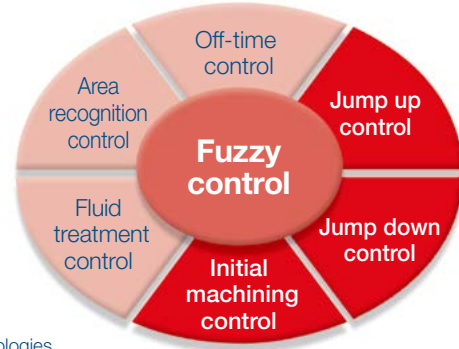 Off-time
control
Jump up
control
Jump down
control
Initial
machining
control
Fluid
treatment
control
Area
recognition
control
Fuzzy
control
ologies